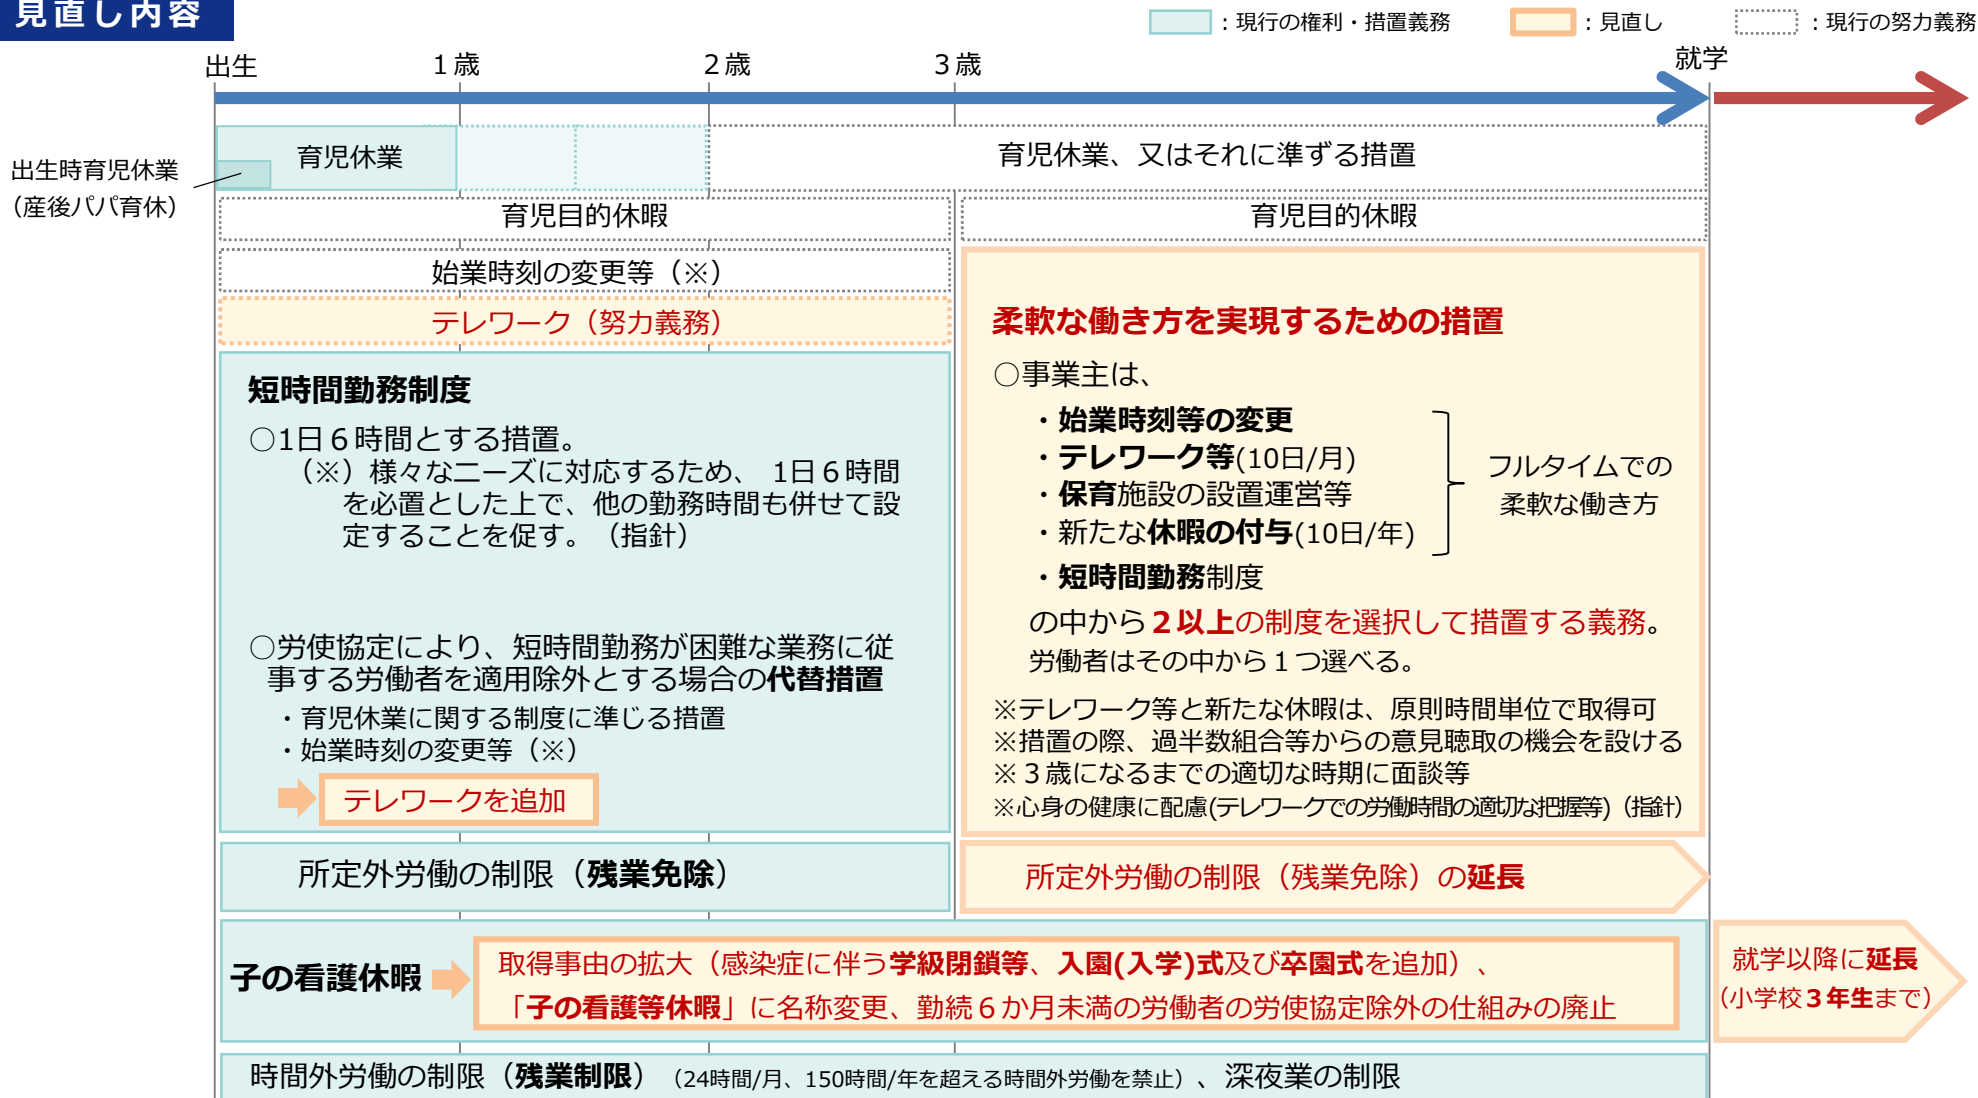 見直し内容
：現行の権利・措置義務
：見直し
：現行の努力義務
出生
１歳
２歳
３歳
就学
出生時育児休業
（産後パパ育休）
育児休業
育児休業、又はそれに準ずる措置
育児目的休暇
育児目的休暇
始業時刻の変更等（※）
テレワーク（努力義務）
短時間勤務制度
○1日６時間とする措置。
（※）様々なニーズに対応するため、 1日６時間
を必置とした上で、他の勤務時間も併せて設
定することを促す。（指針）
○労使協定により、短時間勤務が困難な業務に従
事する労働者を適用除外とする場合の代替措置
・育児休業に関する制度に準じる措置
・始業時刻の変更等（※）
テレワークを追加
柔軟な働き方を実現するための措置
○事業主は、
・始業時刻等の変更
・テレワーク等(10日/月)
・保育施設の設置運営等
・新たな休暇の付与(10日/年)
フルタイムでの
柔軟な働き方
・短時間勤務制度
の中から２以上の制度を選択して措置する義務。
労働者はその中から１つ選べる。
※テレワーク等と新たな休暇は、原則時間単位で取得可
※措置の際、過半数組合等からの意見聴取の機会を設ける
※３歳になるまでの適切な時期に面談等
※心身の健康に配慮(テレワークでの労働時間の適切な把握等)（指針）
所定外労働の制限（残業免除）
所定外労働の制限（残業免除）の延長
子の看護休暇
取得事由の拡大（感染症に伴う学級閉鎖等、入園(入学)式及び卒園式を追加）、
「子の看護等休暇」に名称変更、勤続６か月未満の労働者の労使協定除外の仕組みの廃止
就学以降に延長
（小学校３年生まで）
時間外労働の制限（残業制限）（24時間/月、150時間/年を超える時間外労働を禁止）、深夜業の制限